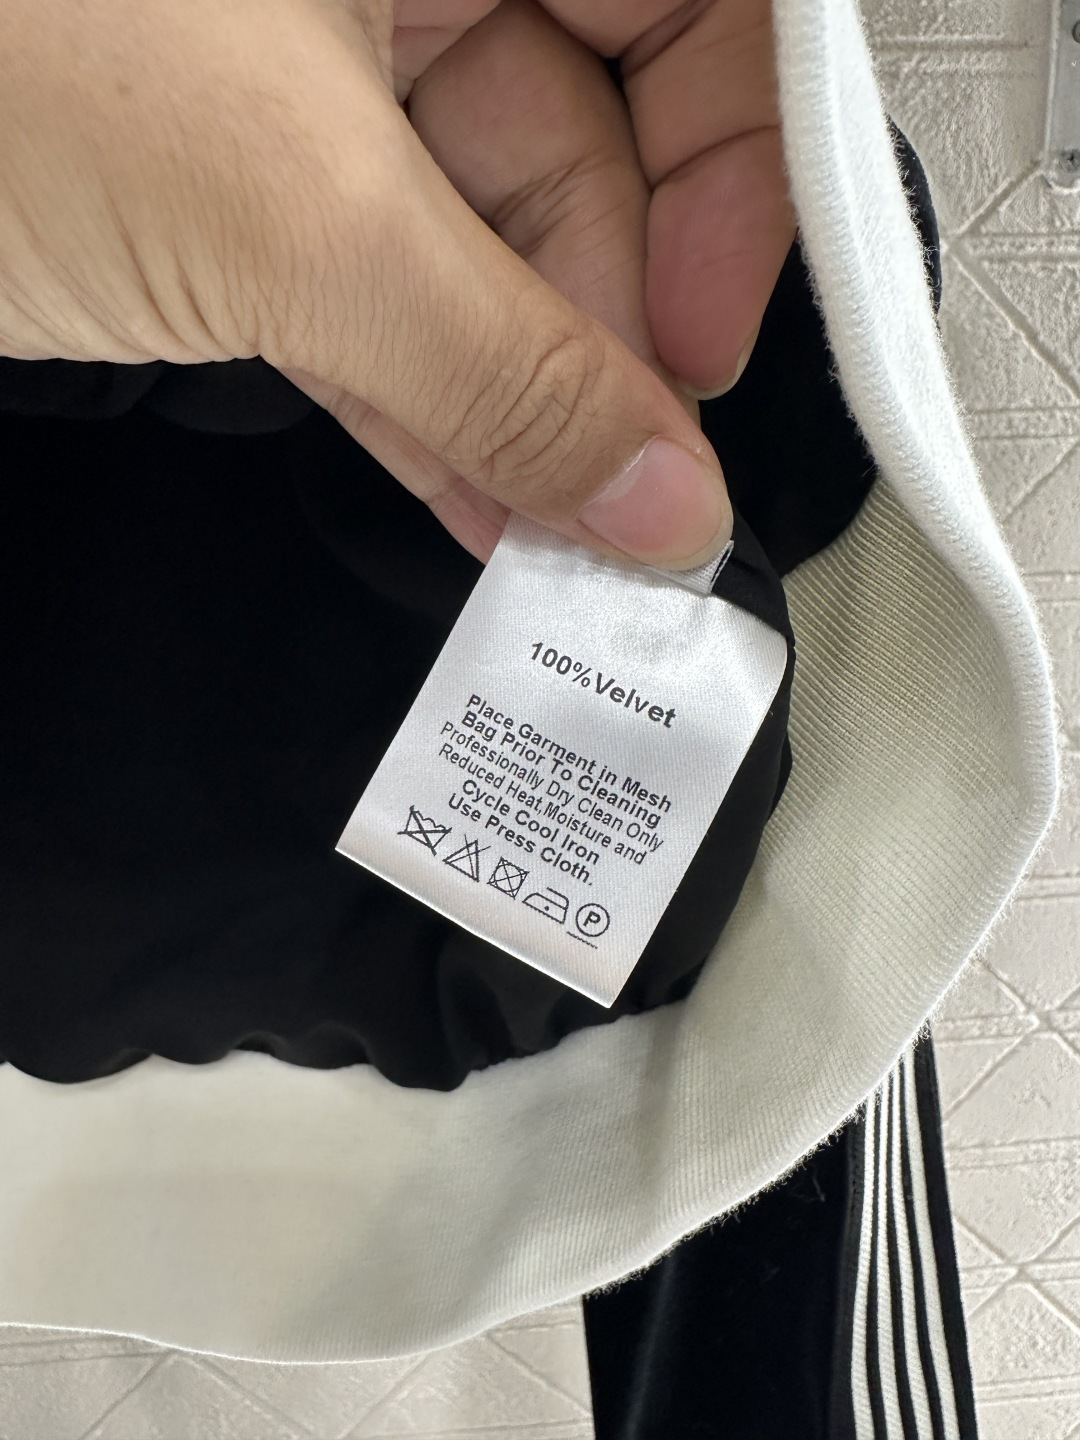 100%Velvet
Place Garment in Mesh
Bag Prior To Cleaning
Professionally Dry Clean Only
Reduced Heat,Moisture and
Cycle Cool Iron
Use Press Cloth.
P